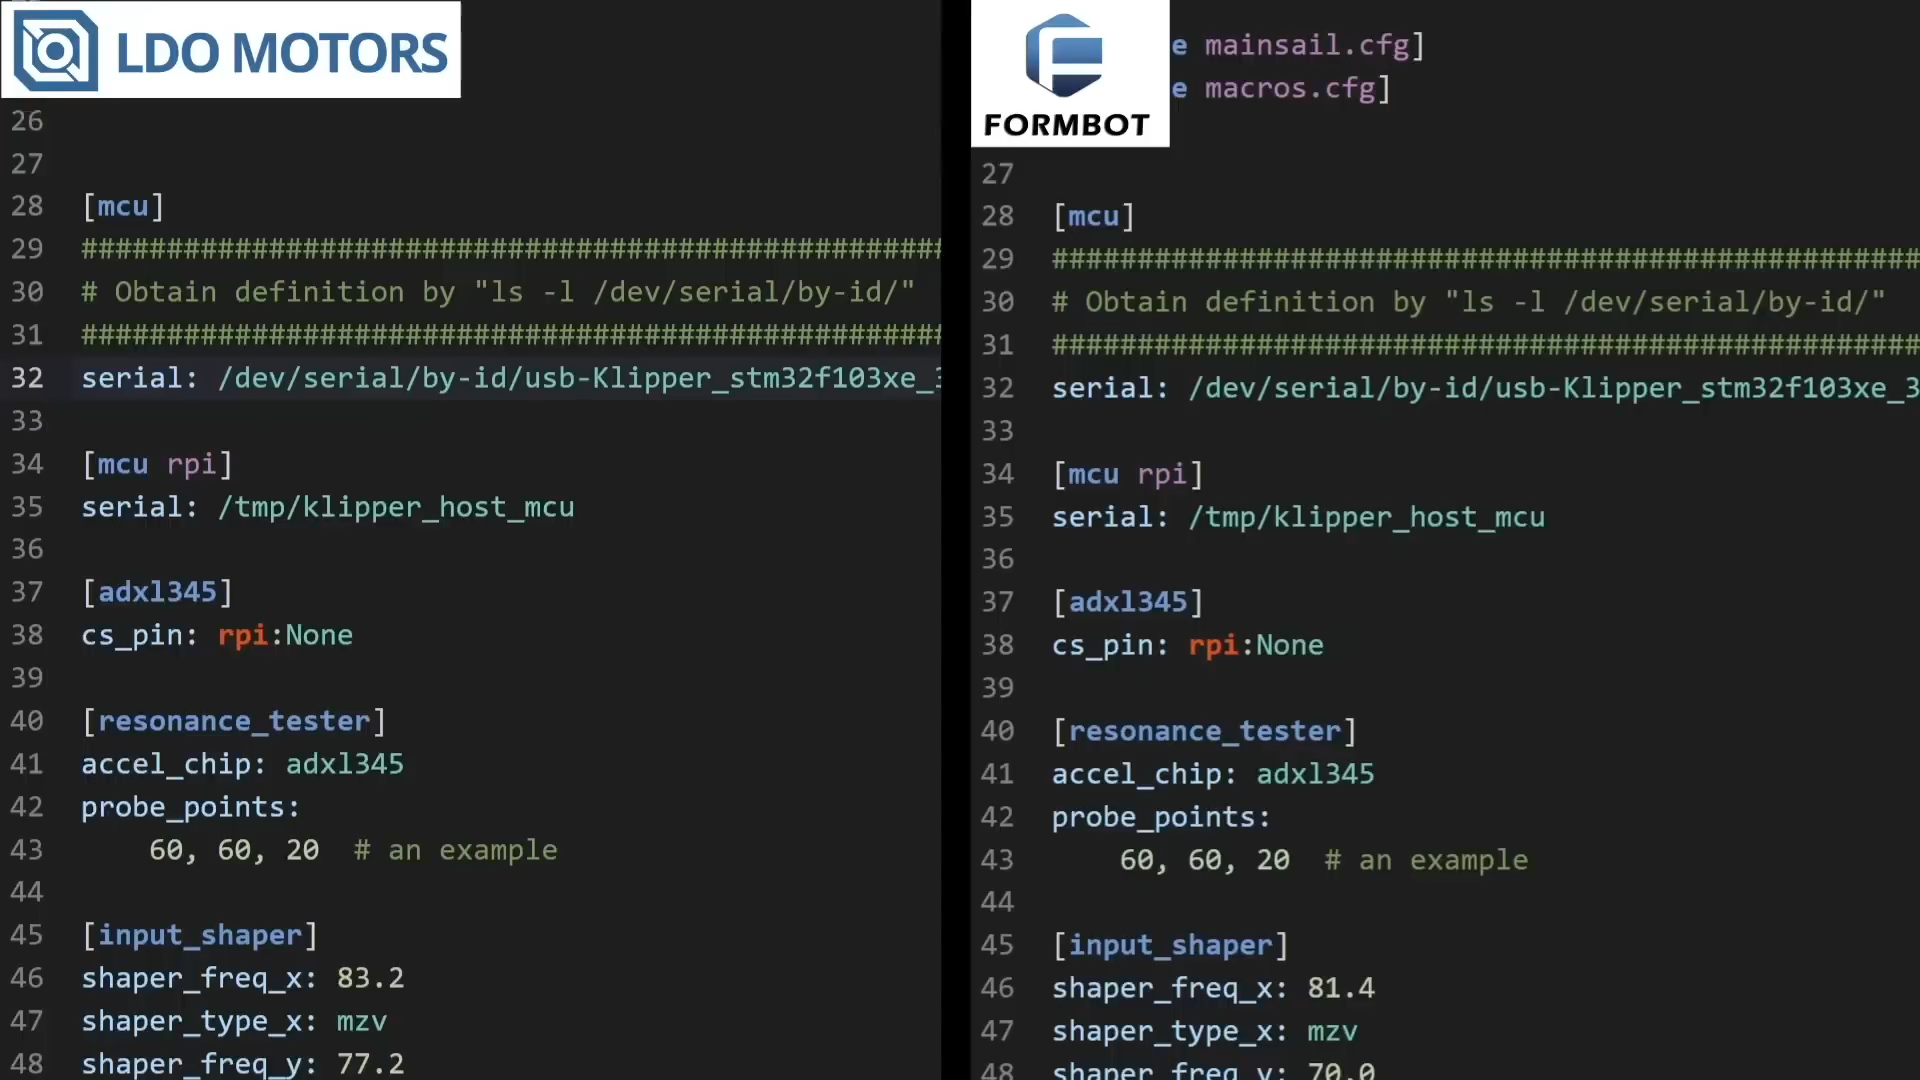 LDO MOTORS
26
27
28 [mcu]
29 ###################################################
30 # Obtain definition by "ls -l /dev/serial/by-id/"
31 ###################################################
32 serial: /dev/serial/by-id/usb-Klipper_stm32f103xe_3
33
34 [mcu rpi]
35 serial: /tmp/klipper_host_mcu
36
37 [adxl345]
38 cs_pin: rpi:None
39
40 [resonance_tester]
41 accel_chip: adxl345
42 probe_points:
43 60, 60, 20 # an example
44
45 [input_shaper]
46 shaper_freq_x: 83.2
47 shaper_type_x: mzv
48 shaper_freq_y: 77.2
FORMBOT
e mainsail.cfg]
e macros.cfg]
27
28 [mcu]
29 ###################################################
30 # Obtain definition by "ls -l /dev/serial/by-id/"
31 ###################################################
32 serial: /dev/serial/by-id/usb-Klipper_stm32f103xe_3
33
34 [mcu rpi]
35 serial: /tmp/klipper_host_mcu
36
37 [adxl345]
38 cs_pin: rpi:None
39
40 [resonance_tester]
41 accel_chip: adxl345
42 probe_points:
43 60, 60, 20 # an example
44
45 [input_shaper]
46 shaper_freq_x: 81.4
47 shaper_type_x: mzv
48 shaper_freq_y: 70.0